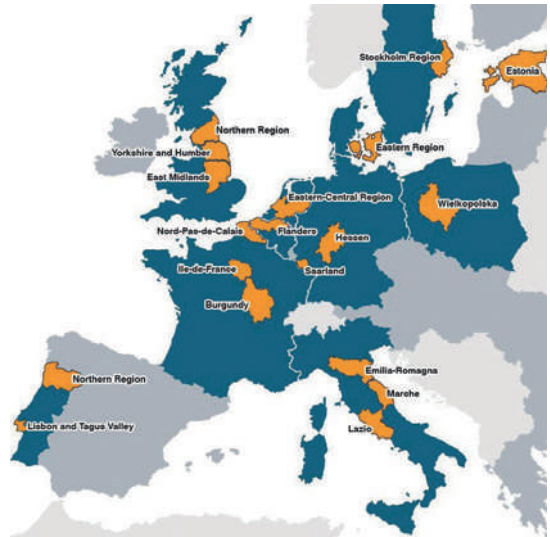 Stockholm Region
Estonia
Northern Region
Yorkshire and Humber
Eastern Region
East Midlands
Eastern-Central Region
Wielkopolska
Nord-Pas-de-Calais
Flanders
Hessen
Ile-de-France
Saarland
Burgundy
Emilia-Romagna
Northern Region
Marche
Lisbon and Tagus Valley
Lazio